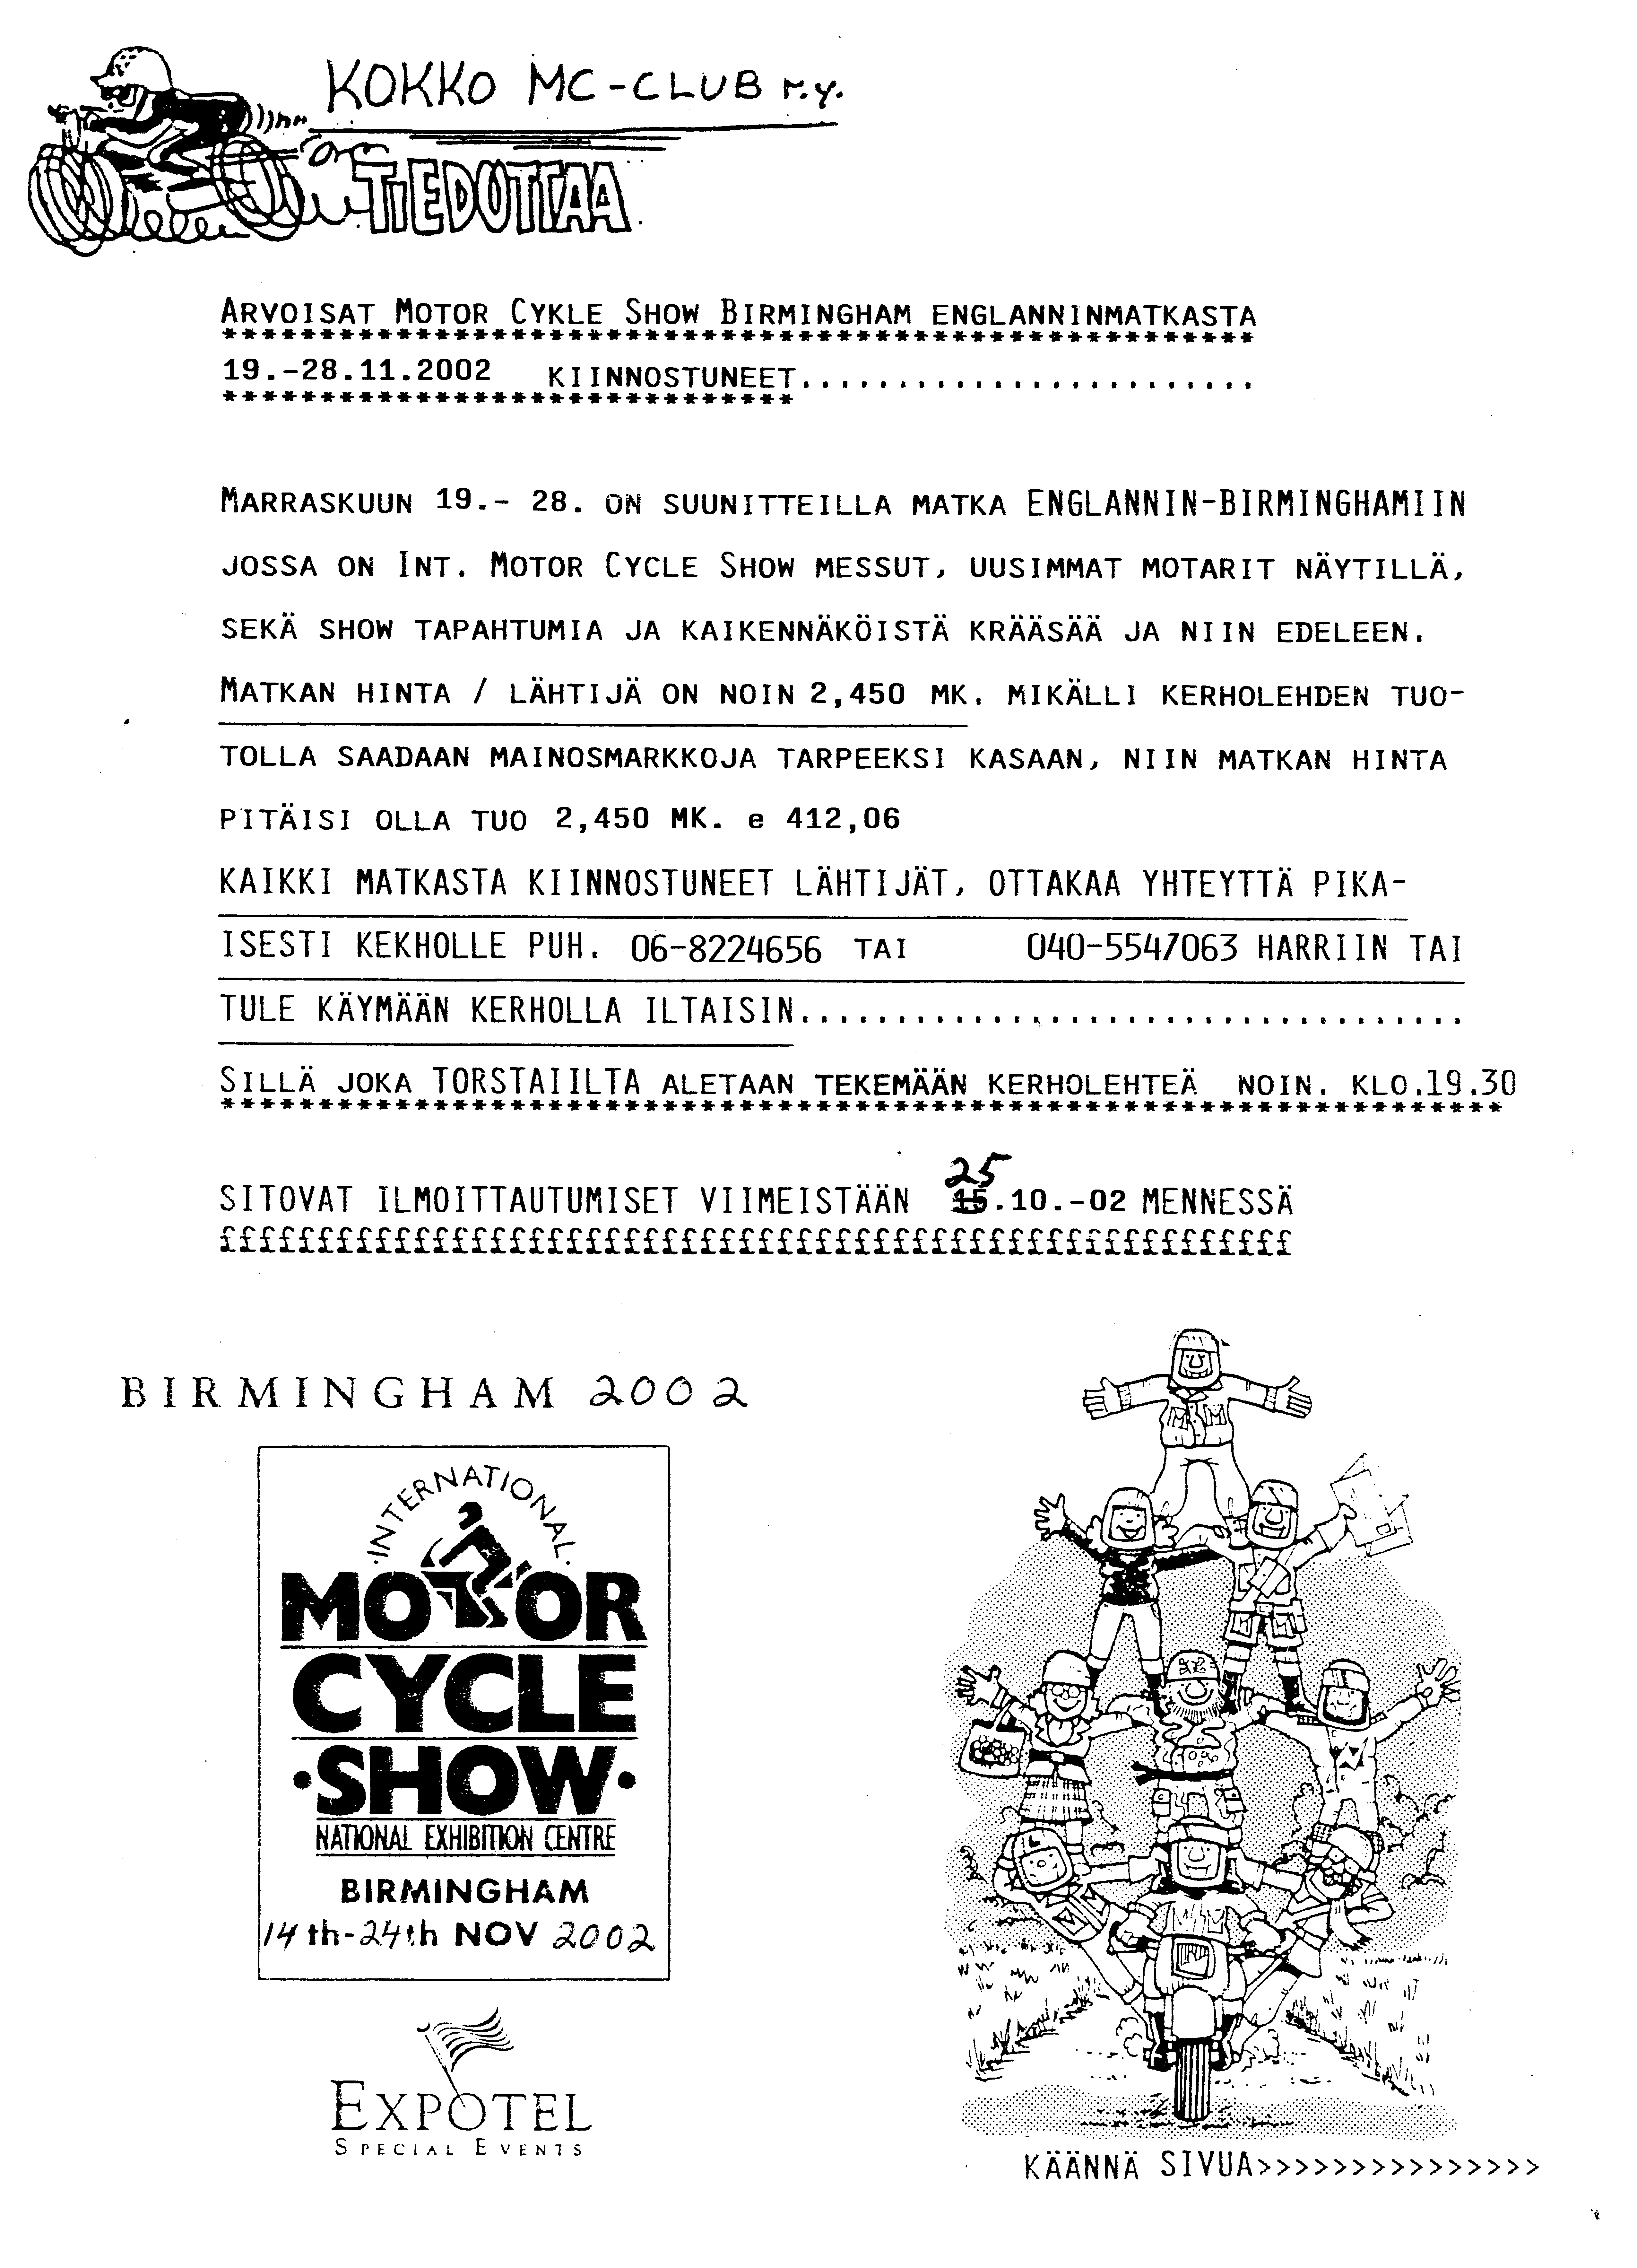 KOKKO MC-CLUB r.y.
TIEDOTTAA
ARVOISAT MOTOR CYKLE SHOW BIRMINGHAM ENGLANNINMATKASTA
******************************************************
19.-28.11.2002 KIINNOSTUNEET........................
******************************
MARRASKUUN 19.- 28. ON SUUNITTEILLA MATKA ENGLANNIN-BIRMINGHAMIIN
JOSSA ON INT. MOTOR CYCLE SHOW MESSUT, UUSIMMAT MOTARIT NÄYTILLÄ,
SEKÄ SHOW TAPAHTUMIA JA KAIKENNÄKÖISTÄ KRÄÄSÄÄ JA NIIN EDELEEN.
MATKAN HINTA / LÄHTIJÄ ON NOIN 2,450 MK. MIKÄLLI KERHOLEHDEN TUO-
TOLLA SAADAAN MAINOSMARKKOJA TARPEEKSI KASAAN, NIIN MATKAN HINTA
PITÄISI OLLA TUO 2,450 MK. e 412,06
KAIKKI MATKASTA KIINNOSTUNEET LÄHTIJÄT, OTTAKAA YHTEYTTÄ PIKA-
ISESTI KEKHOLLE PUH. 06-8224656 TAI 040-5547063 HARRIIN TAI
TULE KÄYMÄÄN KERHOLLA ILTAISIN...................................
SILLÄ JOKA TORSTAIILTA ALETAAN TEKEMÄÄN KERHOLEHTEÄ NOIN. KLO.19.30
*******************************************************************
25
SITOVAT ILMOITTAUTUMISET VIIMEISTÄÄN 15.10.-02 MENNESSÄ
££££££££££££££££££££££££££££££££££££££££££££££££££££££££
BIRMINGHAM 2002
·INTERNATIONAL·
MOTOR
CYCLE
·SHOW·
NATIONAL EXHIBITION CENTRE
BIRMINGHAM
14th-24th NOV 2002
EXPOTEL
SPECIAL EVENTS
KÄÄNNÄ SIVUA>>>>>>>>>>>>>>>